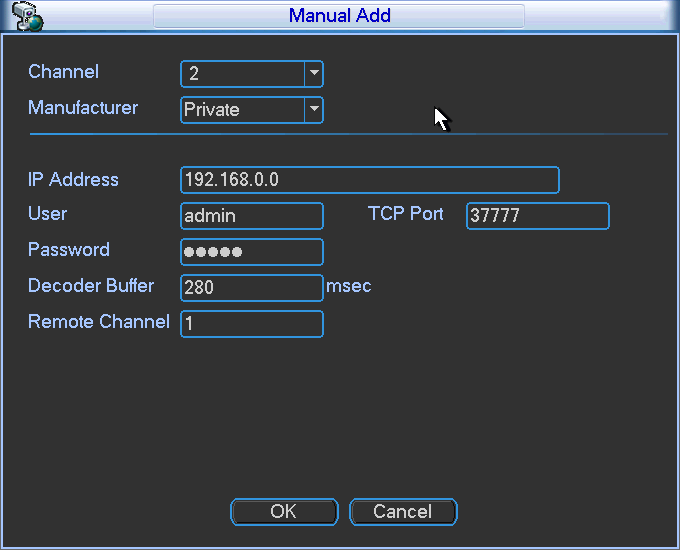 Manual Add
Channel 2
Manufacturer Private
IP Address 192.168.0.0
User admin TCP Port 37777
Password ●●●●●
Decoder Buffer 280 msec
Remote Channel 1
OK Cancel